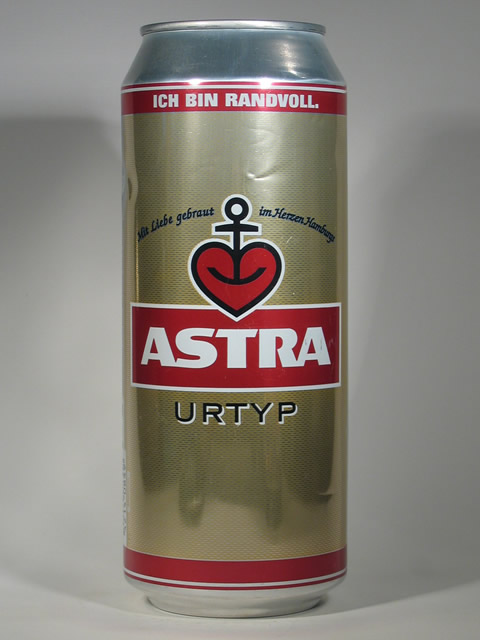 ICH BIN RANDVOLL.
Mit Liebe gebraut im Herzen Hamburgs
ASTRA
URTYP